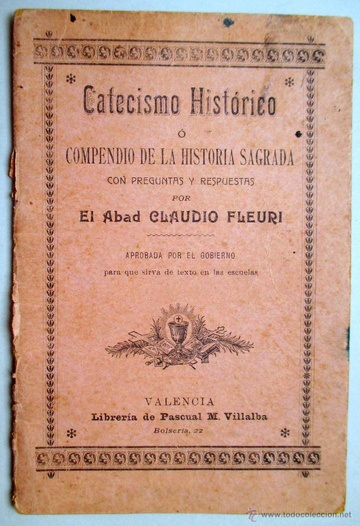 Catecismo Histórico
Ó
COMPENDIO DE LA HISTORIA SAGRADA
CON PREGUNTAS Y RESPUESTAS
POR
El Abad CLAUDIO FLEURI
APROBADA POR EL GOBIERNO
para que sirva de texto en las escuelas
VALENCIA
Librería de Pascual M. Villalba
Bolsería, 22
© www.todocoleccion.net